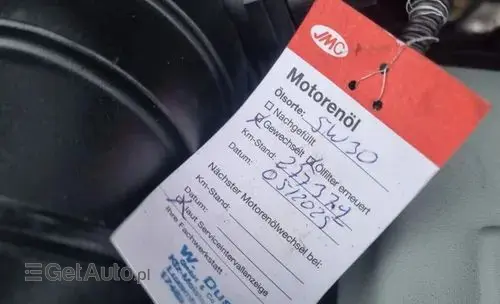 JMC
Motorenöl
Ölsorte: 5W30
Nachgefüllt
Gewechselt Ölfilter erneuert
Km-Stand:
Datum: 05/2025
Nächster Motorenölwechsel bei:
Km-Stand:
Datum:
laut Serviceintervallanzeige
Ihre Fachwerkstatt
GetAuto.pl